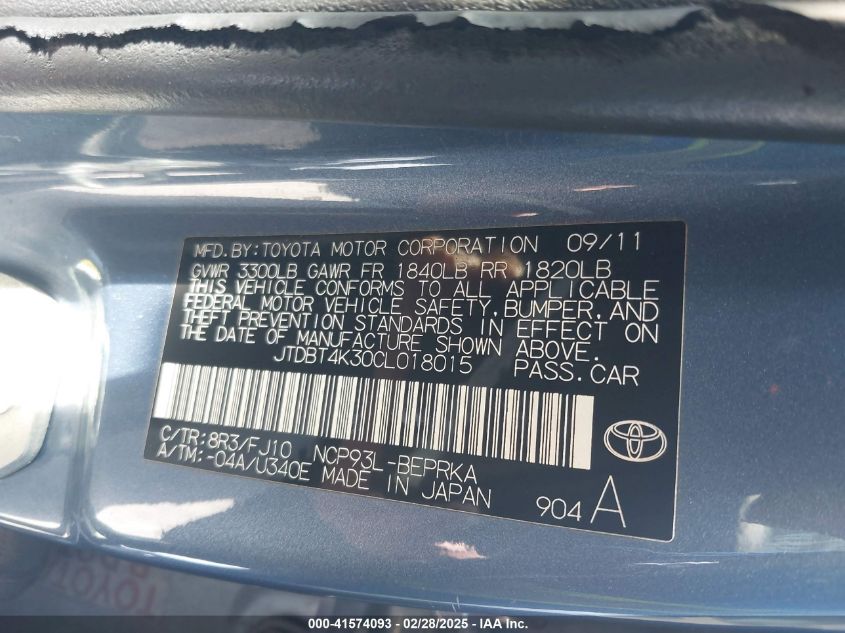 MFD.BY:TOYOTA MOTOR CORPORATION 09/11
GVWR 3300LB GAWR FR 1840LB RR 1820LB
THIS VEHICLE CONFORMS TO ALL APPLICABLE
FEDERAL MOTOR VEHICLE SAFETY,BUMPER,AND
THEFT PREVENTION STANDARDS IN EFFECT ON
THE DATE OF MANUFACTURE SHOWN ABOVE.
JTDBT4K30CL018015 PASS.CAR
C/TR:8R3/FJ10 NCP93L-BEPRKA
A/TM:-04A/U340E MADE IN JAPAN
904 A
TOYOTA
000-41574093 - 02/28/2025 - IAA Inc.